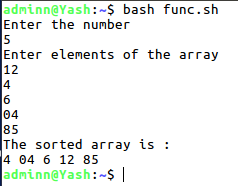 adminn@Yash:~$ bash func.sh
Enter the number
5
Enter elements of the array
12
4
6
04
85
The sorted array is :
4 04 6 12 85
adminn@Yash:~$